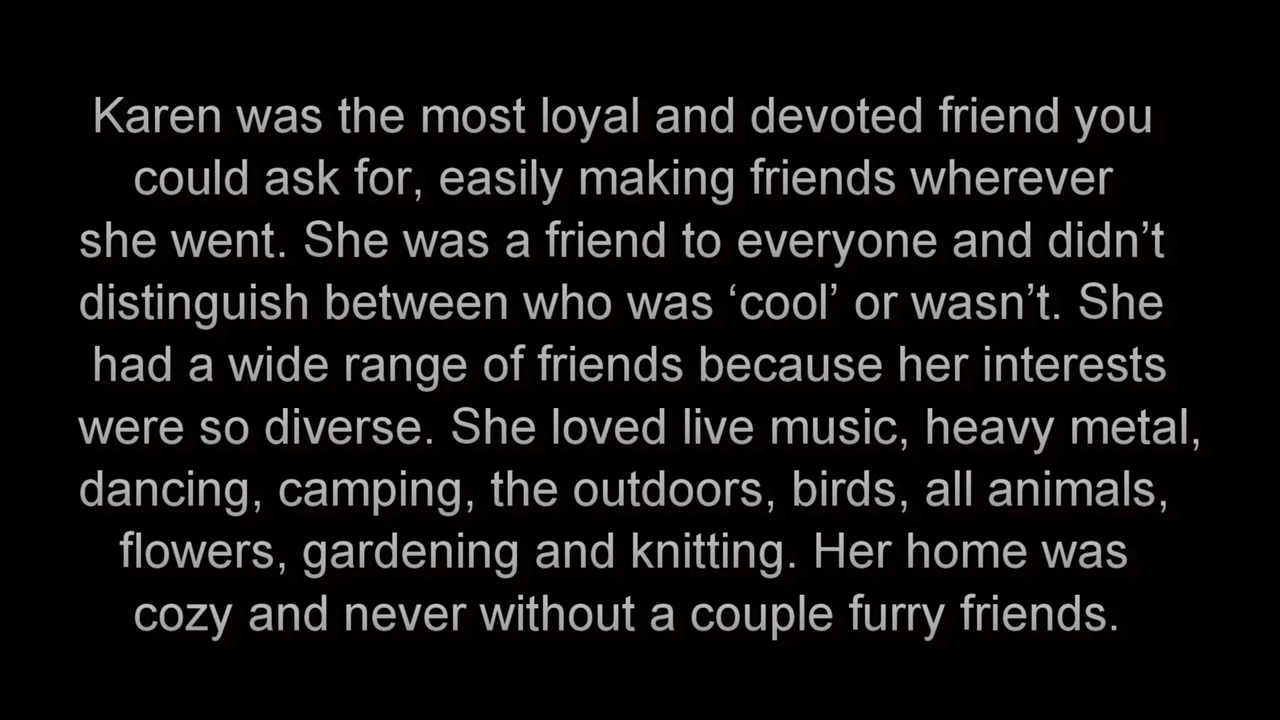 Karen was the most loyal and devoted friend you
could ask for, easily making friends wherever
she went. She was a friend to everyone and didn’t
distinguish between who was ‘cool’ or wasn’t. She
had a wide range of friends because her interests
were so diverse. She loved live music, heavy metal,
dancing, camping, the outdoors, birds, all animals,
flowers, gardening and knitting. Her home was
cozy and never without a couple furry friends.